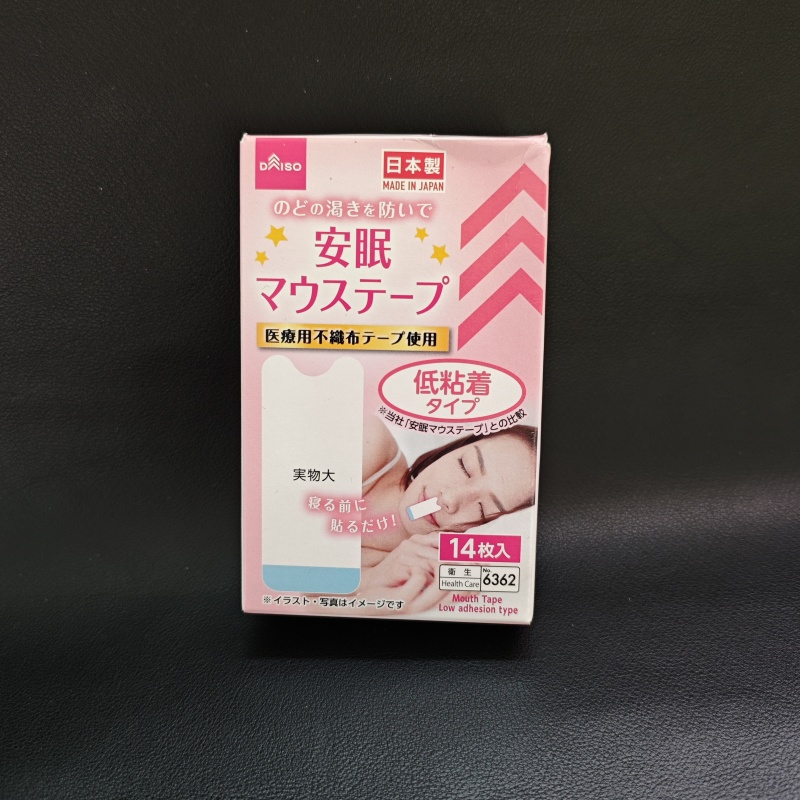 DAISO
日本製
MADE IN JAPAN
のどの渇きを防いで
安眠
マウステープ
医療用不織布テープ使用
低粘着
タイプ
※当社「安眠マウステープ」との比較
実物大
寝る前に
貼るだけ!
14枚入
衛生
Health Care
No.
6362
Mouth Tape
Low adhesion type
※イラスト・写真はイメージです